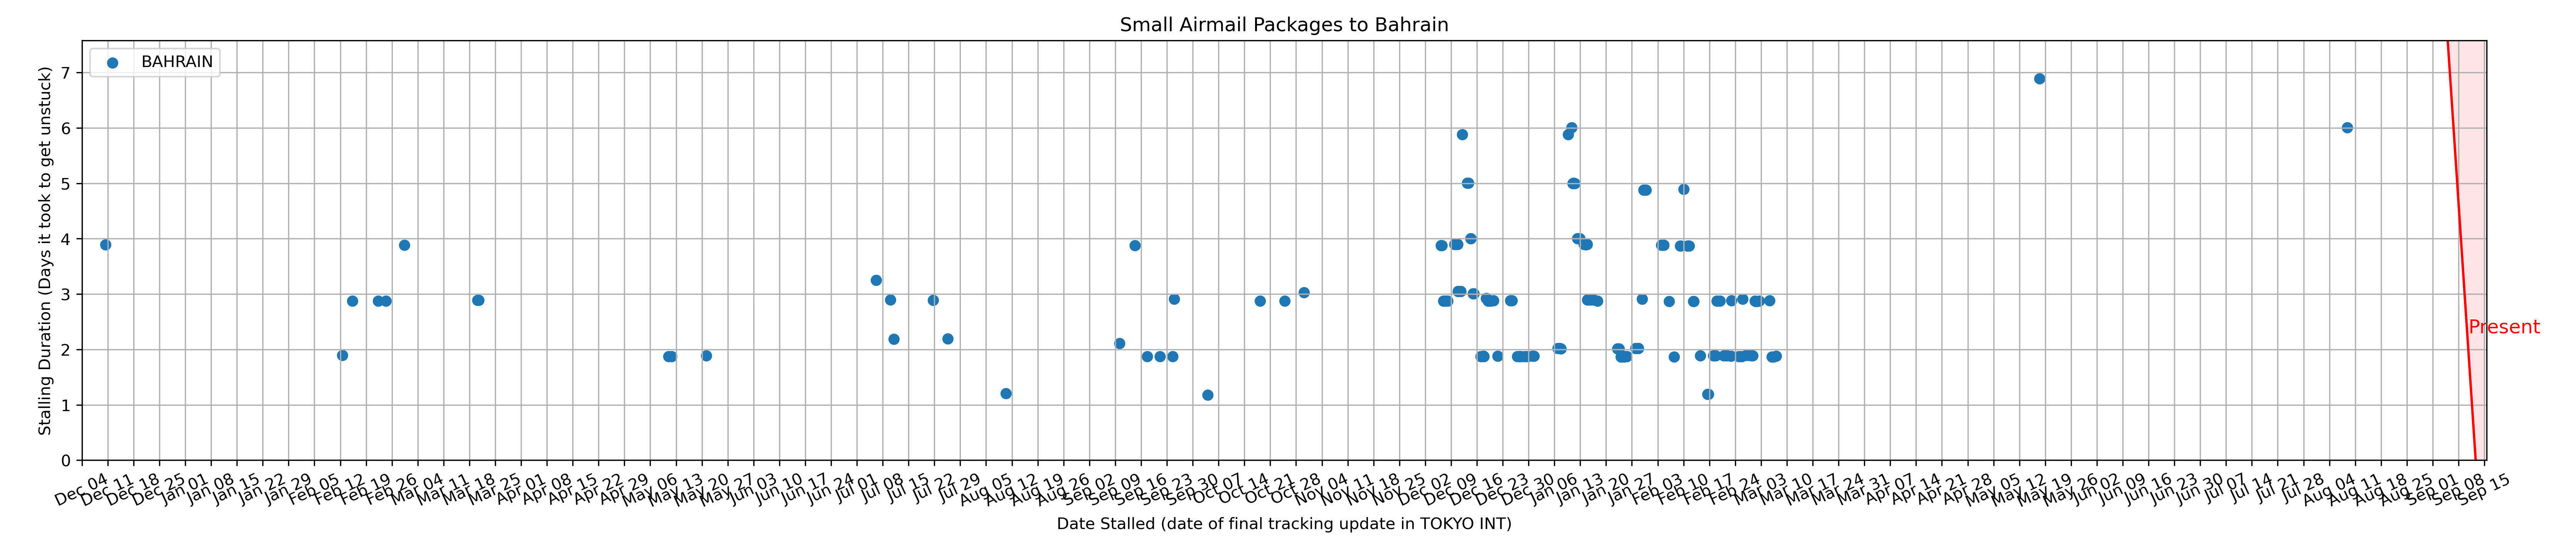 Small Airmail Packages to Bahrain
BAHRAIN
Stalling Duration (Days it took to get unstuck)
7
6
5
4
3
2
1
0
Present
Dec 04
Dec 11
Dec 18
Dec 25
Jan 01
Jan 08
Jan 15
Jan 22
Jan 29
Feb 05
Feb 12
Feb 19
Feb 26
Mar 04
Mar 11
Mar 18
Mar 25
Apr 01
Apr 08
Apr 15
Apr 22
Apr 29
May 06
May 13
May 20
May 27
Jun 03
Jun 10
Jun 17
Jun 24
Jul 01
Jul 08
Jul 15
Jul 22
Jul 29
Aug 05
Aug 12
Aug 19
Aug 26
Sep 02
Sep 09
Sep 16
Sep 23
Sep 30
Oct 07
Oct 14
Oct 21
Oct 28
Nov 04
Nov 11
Nov 18
Nov 25
Dec 02
Dec 09
Dec 16
Dec 23
Dec 30
Jan 06
Jan 13
Jan 20
Jan 27
Feb 03
Feb 10
Feb 17
Feb 24
Mar 03
Mar 10
Mar 17
Mar 24
Mar 31
Apr 07
Apr 14
Apr 21
Apr 28
May 05
May 12
May 19
May 26
Jun 02
Jun 09
Jun 16
Jun 23
Jun 30
Jul 07
Jul 14
Jul 21
Jul 28
Aug 04
Aug 11
Aug 18
Aug 25
Sep 01
Sep 08
Sep 15
Date Stalled (date of final tracking update in TOKYO INT)